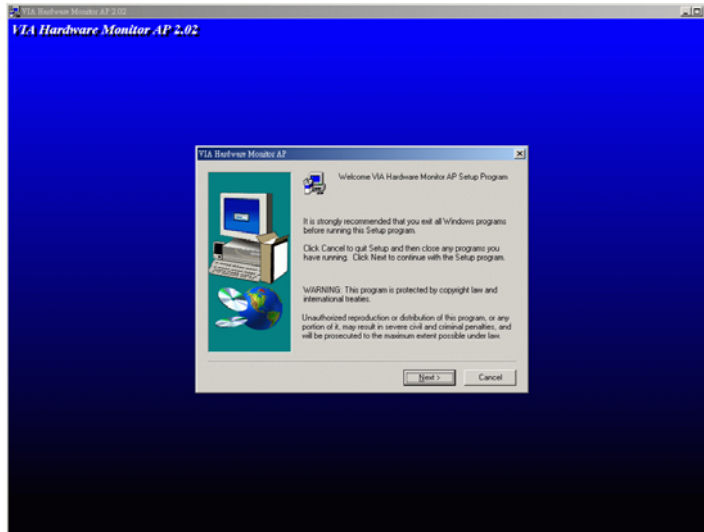 VIA Hardware Monitor AP 2.02
VIA Hardware Monitor AP 2.02
VIA Hardware Monitor AP
Welcome VIA Hardware Monitor AP Setup Program
It is strongly recommended that you exit all Windows programs
before running this Setup program.
Click Cancel to quit Setup and then close any programs you
have running. Click Next to continue with the Setup program.
WARNING: This program is protected by copyright law and
international treaties.
Unauthorized reproduction or distribution of this program, or any
portion of it, may result in severe civil and criminal penalties, and
will be prosecuted to the maximum extent possible under law.
Next >
Cancel